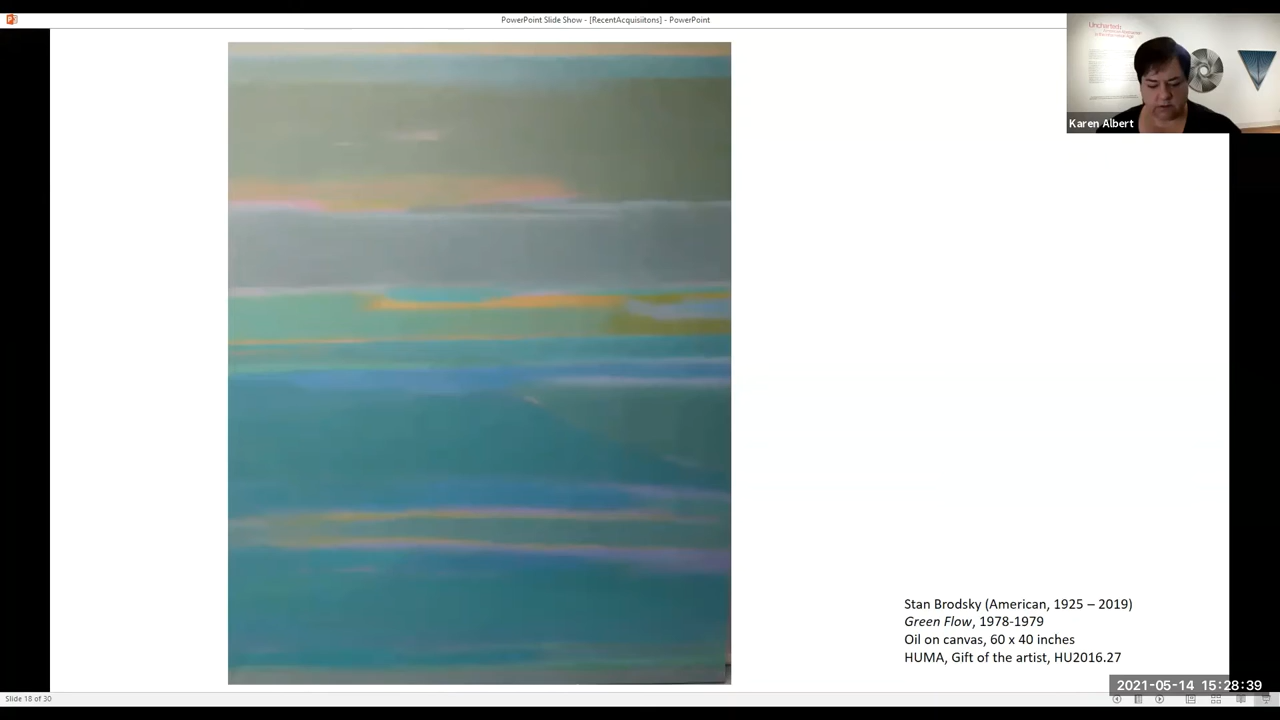 PowerPoint Slide Show - [RecentAcquisiitons] - PowerPoint
Uncharted:
Karen Albert
Stan Brodsky (American, 1925 – 2019)
Green Flow, 1978-1979
Oil on canvas, 60 x 40 inches
HUMA, Gift of the artist, HU2016.27
2021-05-14 15:28:39
Slide 18 of 30